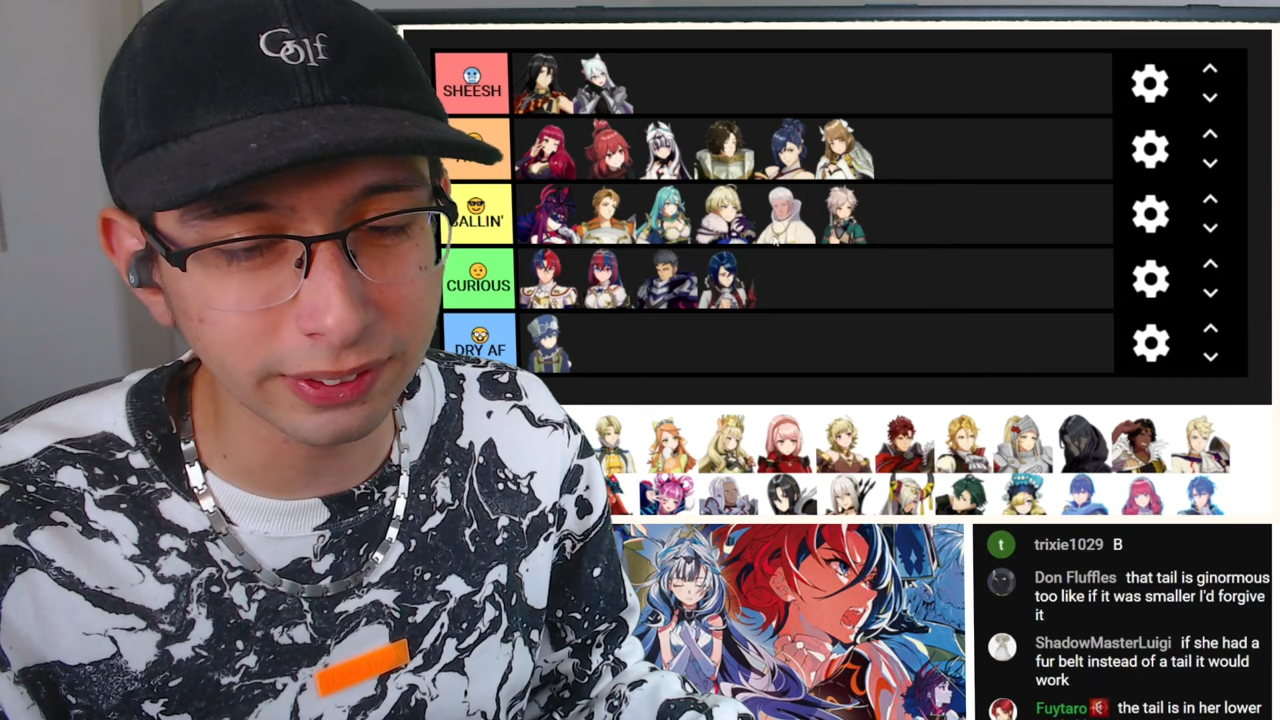 Golf
SHEESH
BALLIN'
CURIOUS
DRY AF
trixie1029 B
Don Fluffles that tail is ginormous
too like if it was smaller I'd forgive
it
ShadowMasterLuigi if she had a
fur belt instead of a tail it would
work
Fuytaro the tail is in her lower